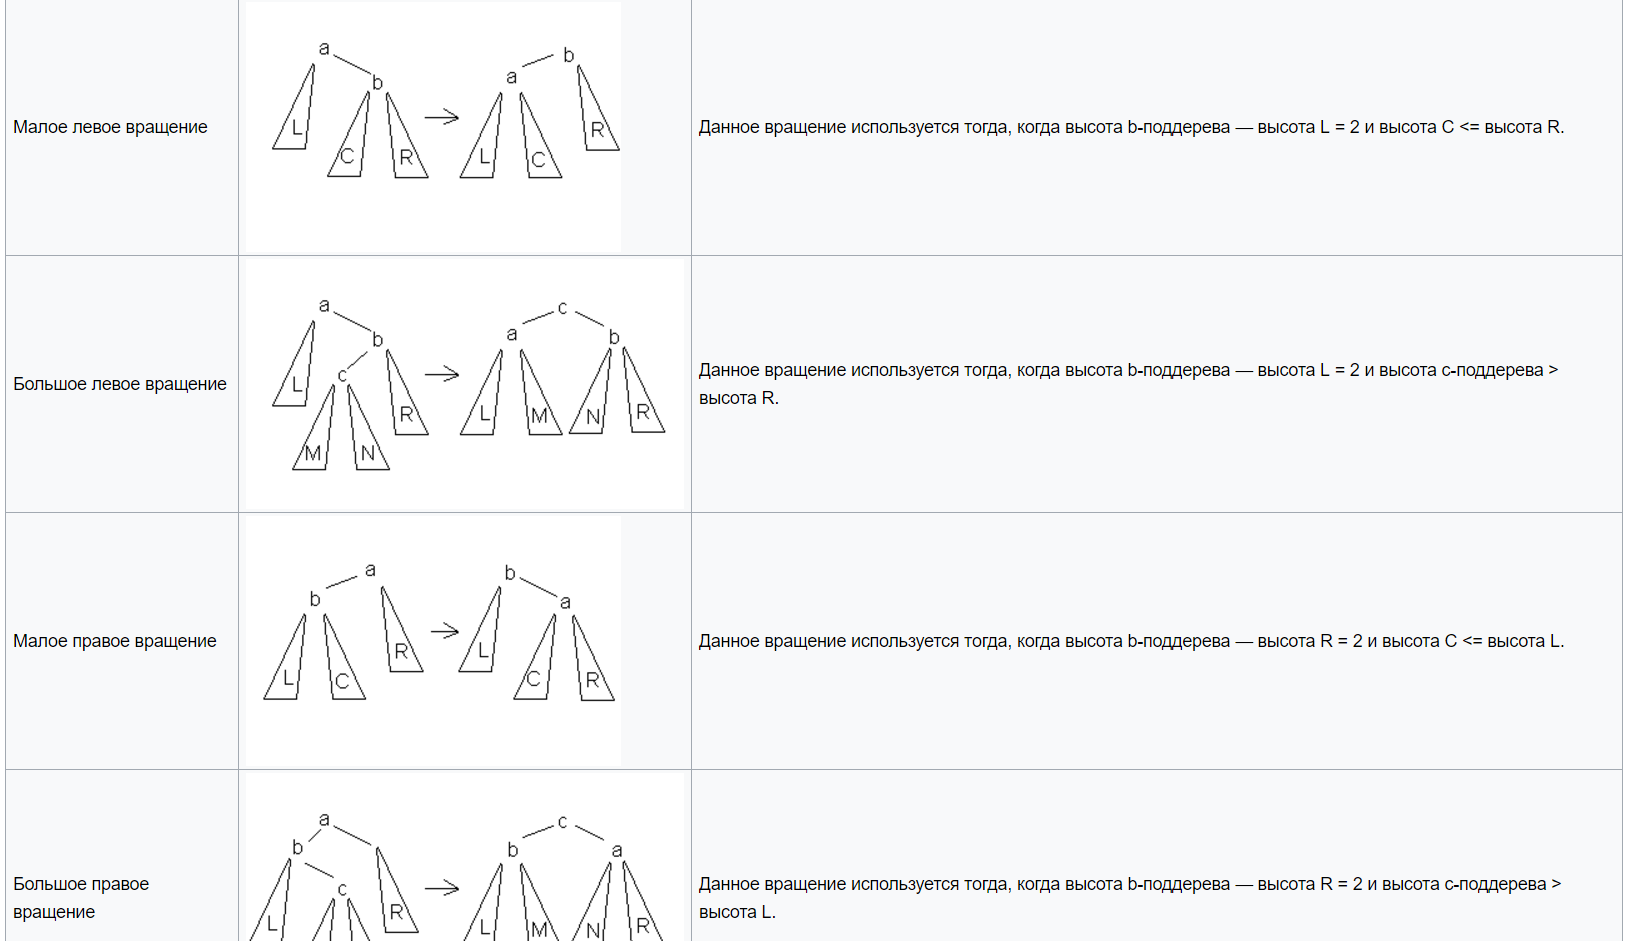 a b
b a
Малое левое вращение
Данное вращение используется тогда, когда высота b-поддерева — высота L = 2 и высота C <= высота R.
L R
C R L C
a c
b a b
Большое левое вращение
c
Данное вращение используется тогда, когда высота b-поддерева — высота L = 2 и высота c-поддерева >
высота R.
L R L M N R
M N
a b
b a
Малое правое вращение
Данное вращение используется тогда, когда высота b-поддерева — высота R = 2 и высота C <= высота L.
R L
L C C R
a c
b b a
Большое правое
вращение
c
Данное вращение используется тогда, когда высота b-поддерева — высота R = 2 и высота c-поддерева >
высота L.
L R L M N R